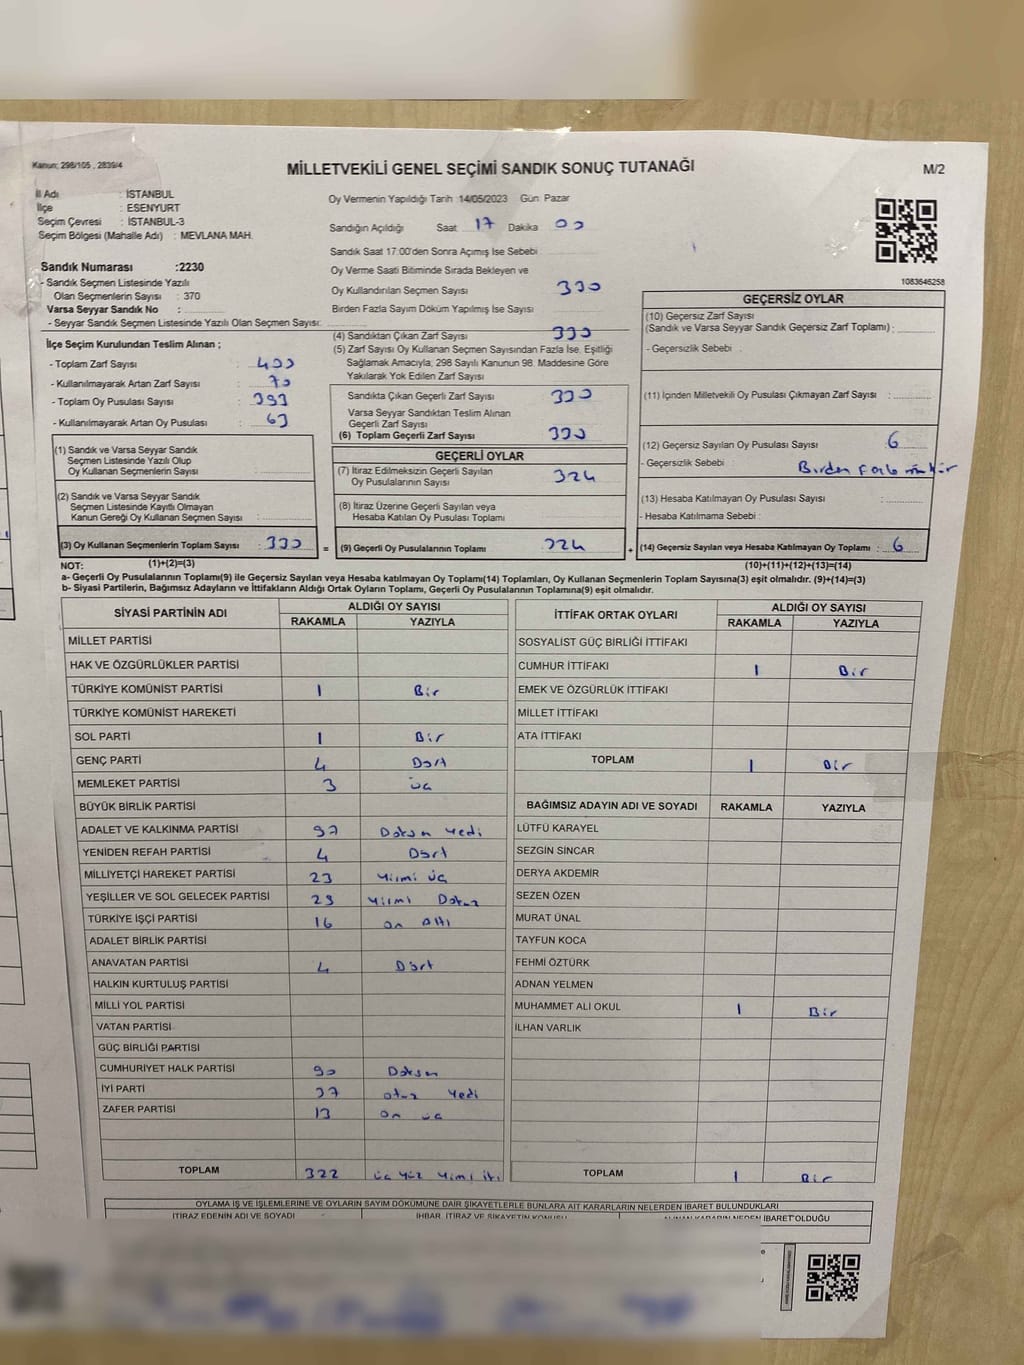 Kanun: 298/105 , 2839/4
MİLLETVEKİLİ GENEL SEÇİMİ SANDIK SONUÇ TUTANAĞI
M/2
İl Adı : İSTANBUL
İlçe : ESENYURT
Seçim Çevresi : İSTANBUL-3
Seçim Bölgesi (Mahalle Adı) : MEVLANA MAH.
Sandık Numarası :2230
- Sandık Seçmen Listesinde Yazılı
Olan Seçmenlerin Sayısı : 370
Varsa Seyyar Sandık No :
- Seyyar Sandık Seçmen Listesinde Yazılı Olan Seçmen Sayısı:
İlçe Seçim Kurulundan Teslim Alınan ;
- Toplam Zarf Sayısı : 400
- Kullanılmayarak Artan Zarf Sayısı : 70
- Toplam Oy Pusulası Sayısı : 393
- Kullanılmayarak Artan Oy Pusulası : 63
(1) Sandık ve Varsa Seyyar Sandık
Seçmen Listesinde Yazılı Olup
Oy Kullanan Seçmenlerin Sayısı :
(2) Sandık ve Varsa Seyyar Sandık
Seçmen Listesinde Kayıtlı Olmayan
Kanun Gereği Oy Kullanan Seçmen Sayısı :
(3) Oy Kullanan Seçmenlerin Toplam Sayısı : 330
Oy Vermenin Yapıldığı Tarih 14/05/2023 Gün: Pazar
Sandığın Açıldığı Saat 17 Dakika 00
Sandık Saat 17.00'den Sonra Açımış İse Sebebi
Oy Verme Saati Bitiminde Sırada Bekleyen ve
Oy Kullandırılan Seçmen Sayısı 330
Birden Fazla Sayım Döküm Yapılmış İse Sayısı
(4) Sandıktan Çıkan Zarf Sayısı 330
(5) Zarf Sayısı Oy Kullanan Seçmen Sayısından Fazla İse, Eşitliği
Sağlamak Amacıyla; 298 Sayılı Kanunun 98. Maddesine Göre
Yakılarak Yok Edilen Zarf Sayısı
Sandıkta Çıkan Geçerli Zarf Sayısı 330
Varsa Seyyar Sandıktan Teslim Alınan
Geçerli Zarf Sayısı
(6) Toplam Geçerli Zarf Sayısı 330
GEÇERLİ OYLAR
(7) İtiraz Edilmeksizin Geçerli Sayılan
Oy Pusulalarının Sayısı 324
(8) İtiraz Üzerine Geçerli Sayılan veya
Hesaba Katılan Oy Pusulası Toplamı
= (9) Geçerli Oy Pusulalarının Toplamı 324
1083646258
GEÇERSİZ OYLAR
(10) Geçersiz Zarf Sayısı
(Sandık ve Varsa Seyyar Sandık Geçersiz Zarf Toplamı) :
- Geçersizlik Sebebi :
(11) İçinden Milletvekili Oy Pusulası Çıkmayan Zarf Sayısı :
(12) Geçersiz Sayılan Oy Pusulası Sayısı : 6
- Geçersizlik Sebebi : Birden fazla mühür
(13) Hesaba Katılmayan Oy Pusulası Sayısı :
- Hesaba Katılmama Sebebi :
+ (14) Geçersiz Sayılan veya Hesaba Katılmayan Oy Toplamı : 6
NOT: (1)+(2)=(3)
(10)+(11)+(12)+(13)=(14)
a- Geçerli Oy Pusulalarının Toplamı(9) ile Geçersiz Sayılan veya Hesaba katılmayan Oy Toplamı(14) Toplamları, Oy Kullanan Seçmenlerin Toplam Sayısına(3) eşit olmalıdır. (9)+(14)=(3)
b- Siyasi Partilerin, Bağımsız Adayların ve İttifakların Aldığı Ortak Oyların Toplamı, Geçerli Oy Pusulalarının Toplamına(9) eşit olmalıdır.
SİYASİ PARTİNİN ADI ALDIĞI OY SAYISI
RAKAMLA YAZIYLA
MİLLET PARTİSİ
HAK VE ÖZGÜRLÜKLER PARTİSİ
TÜRKİYE KOMÜNİST PARTİSİ 1 Bir
TÜRKİYE KOMÜNİST HAREKETİ
SOL PARTİ 1 Bir
GENÇ PARTİ 4 Dört
MEMLEKET PARTİSİ 3 üç
BÜYÜK BİRLİK PARTİSİ
ADALET VE KALKINMA PARTİSİ 97 Doksan Yedi
YENİDEN REFAH PARTİSİ 4 Dört
MİLLİYETÇİ HAREKET PARTİSİ 23 Yirmi üç
YEŞİLLER VE SOL GELECEK PARTİSİ 29 Yirmi Dokuz
TÜRKİYE İŞÇİ PARTİSİ 16 On Altı
ADALET BİRLİK PARTİSİ
ANAVATAN PARTİSİ 4 Dört
HALKIN KURTULUŞ PARTİSİ
MİLLİ YOL PARTİSİ
VATAN PARTİSİ
GÜÇ BİRLİĞİ PARTİSİ
CUMHURİYET HALK PARTİSİ 90 Doksan
İYİ PARTİ 37 otuz Yedi
ZAFER PARTİSİ 13 On üç
TOPLAM 322 üç yüz Yirmi iki
İTTİFAK ORTAK OYLARI ALDIĞI OY SAYISI
RAKAMLA YAZIYLA
SOSYALİST GÜÇ BİRLİĞİ İTTİFAKI
CUMHUR İTTİFAKI 1 Bir
EMEK VE ÖZGÜRLÜK İTTİFAKI
MİLLET İTTİFAKI
ATA İTTİFAKI
TOPLAM 1 Bir
BAĞIMSIZ ADAYIN ADI VE SOYADI RAKAMLA YAZIYLA
LÜTFÜ KARAYEL
SEZGİN SİNCAR
DERYA AKDEMİR
SEZEN ÖZEN
MURAT ÜNAL
TAYFUN KOCA
FEHMİ ÖZTÜRK
ADNAN YELMEN
MUHAMMET ALİ OKUL 1 Bir
İLHAN VARLIK
TOPLAM 1 Bir
OYLAMA İŞ VE İŞLEMLERİNE VE OYLARIN SAYIM DÖKÜMÜNE DAİR ŞİKAYETLERLE BUNLARA AİT KARARLARIN NELERDEN İBARET BULUNDUKLARI
İTİRAZ EDENİN ADI VE SOYADI İHBAR, İTİRAZ VE ŞİKAYETİN KONUSU ALINAN KARARIN NEDEN İBARET OLDUĞU